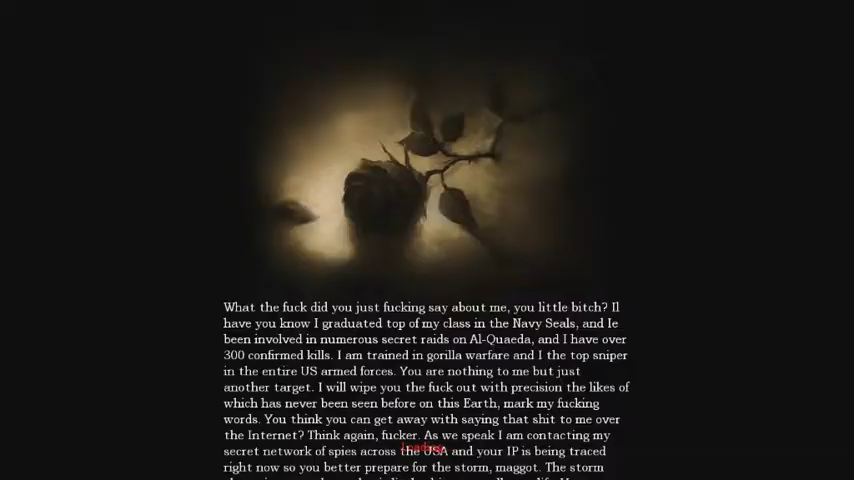 What the fuck did you just fucking say about me, you little bitch? Il
have you know I graduated top of my class in the Navy Seals, and Ie
been involved in numerous secret raids on Al-Quaeda, and I have over
300 confirmed kills. I am trained in gorilla warfare and I the top sniper
in the entire US armed forces. You are nothing to me but just
another target. I will wipe you the fuck out with precision the likes of
which has never been seen before on this Earth, mark my fucking
words. You think you can get away with saying that shit to me over
the Internet? Think again, fucker. As we speak I am contacting my
Loading
secret network of spies across the USA and your IP is being traced
right now so you better prepare for the storm, maggot. The storm